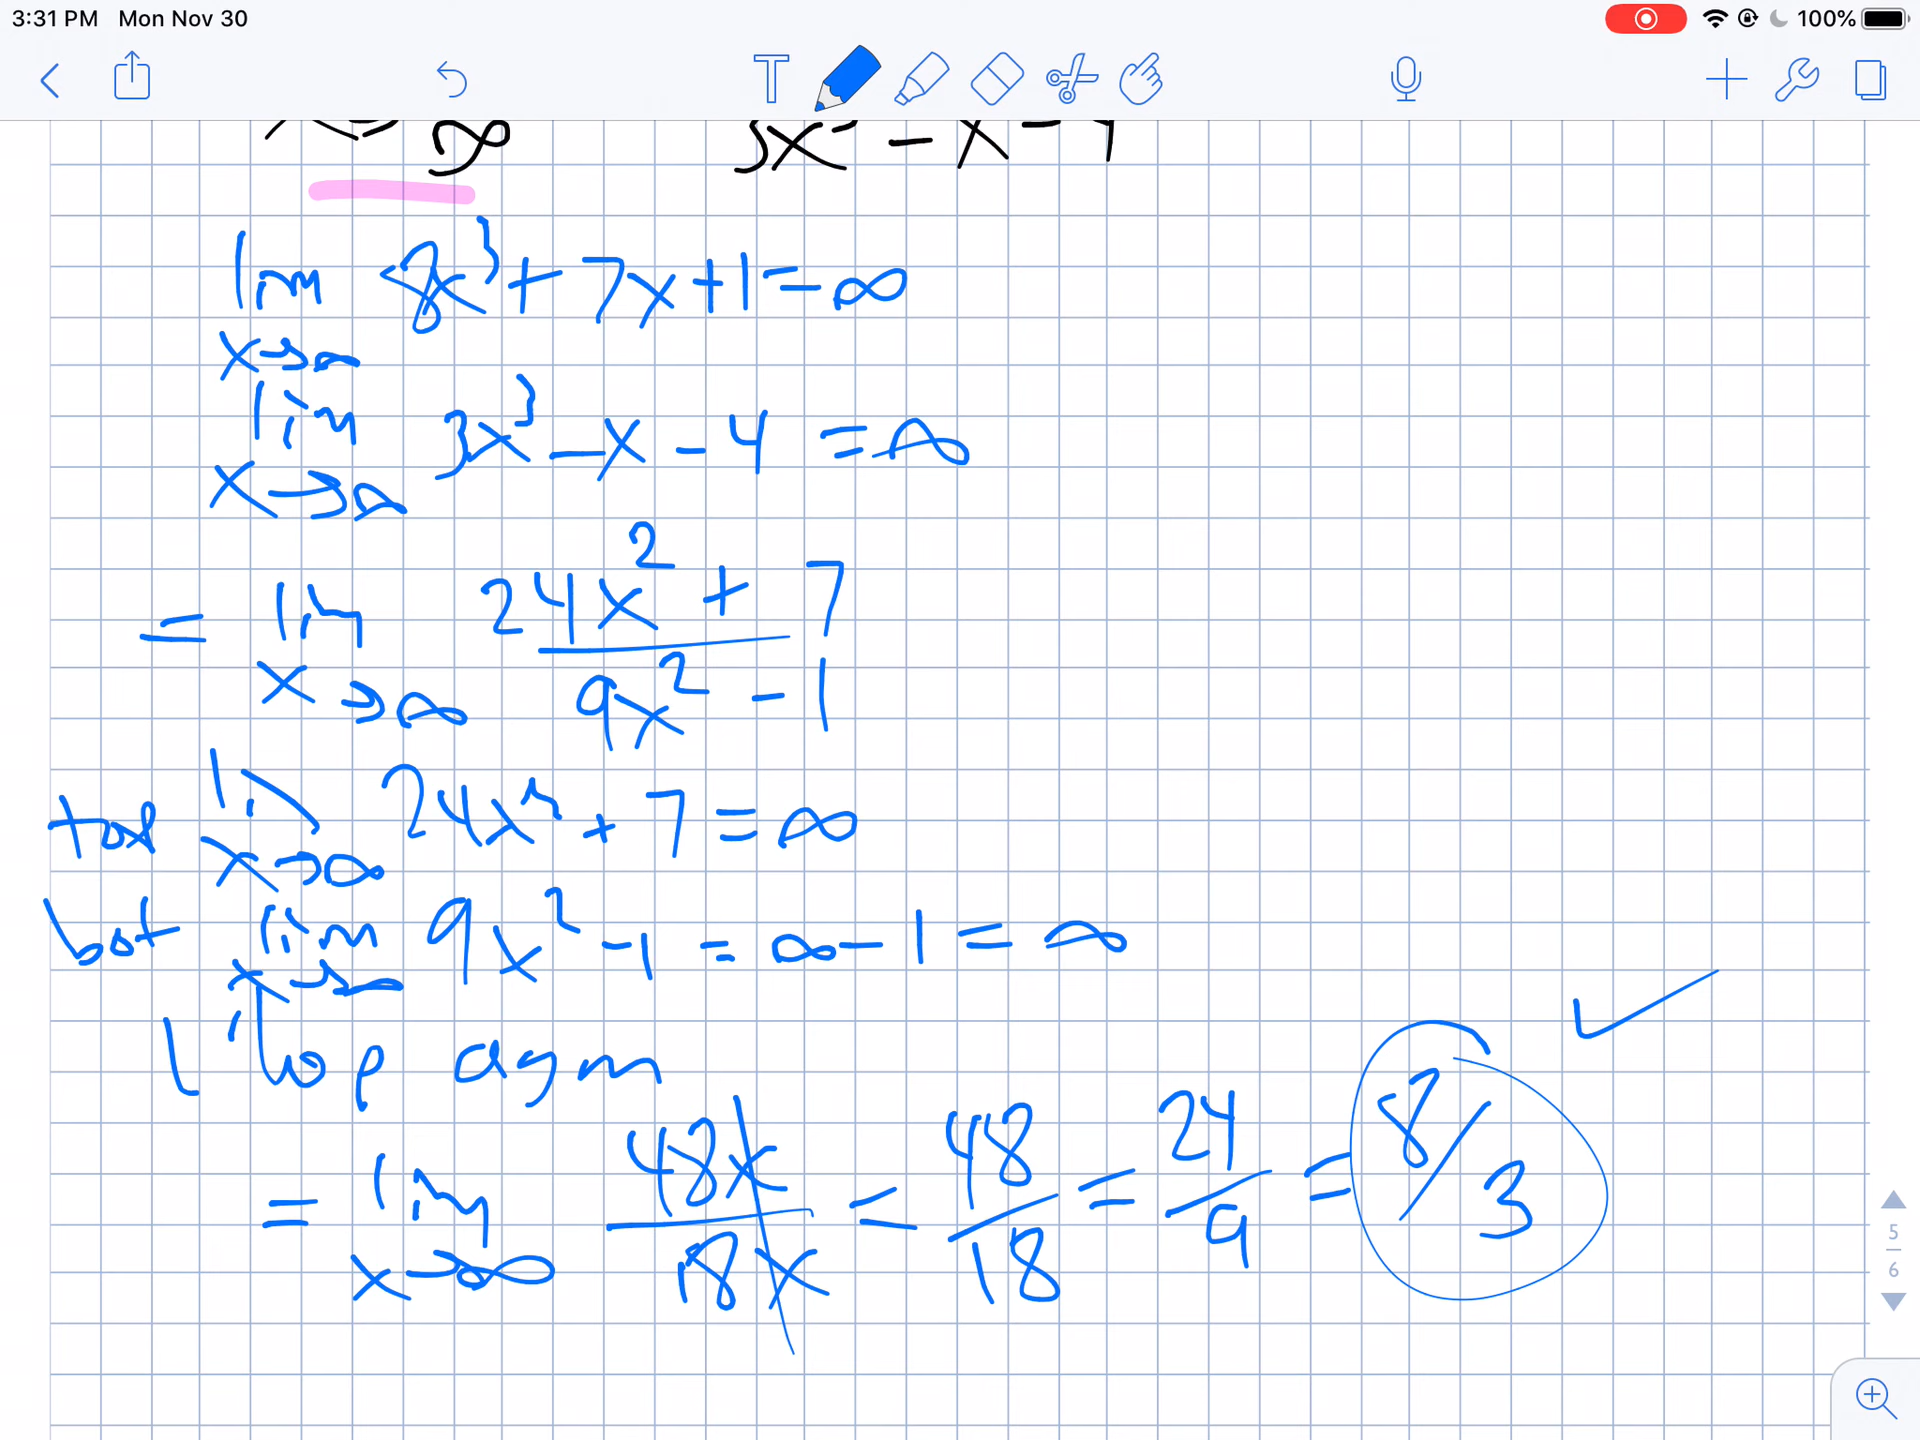 3:31 PM Mon Nov 30 100%
x→∞ 3x³ - x - 4
lim 8x³ + 7x + 1 = ∞
x→∞
lim 3x³ - x - 4 = ∞
x→∞
= lim 24x² + 7
x→∞ 9x² - 1
top lim 24x² + 7 = ∞
x→∞
bot lim 9x² - 1 = ∞ - 1 = ∞
x→∞
L'Hop again
= lim 48x / 18x = 48/18 = 24/9 = 8/3
x→∞
5
6